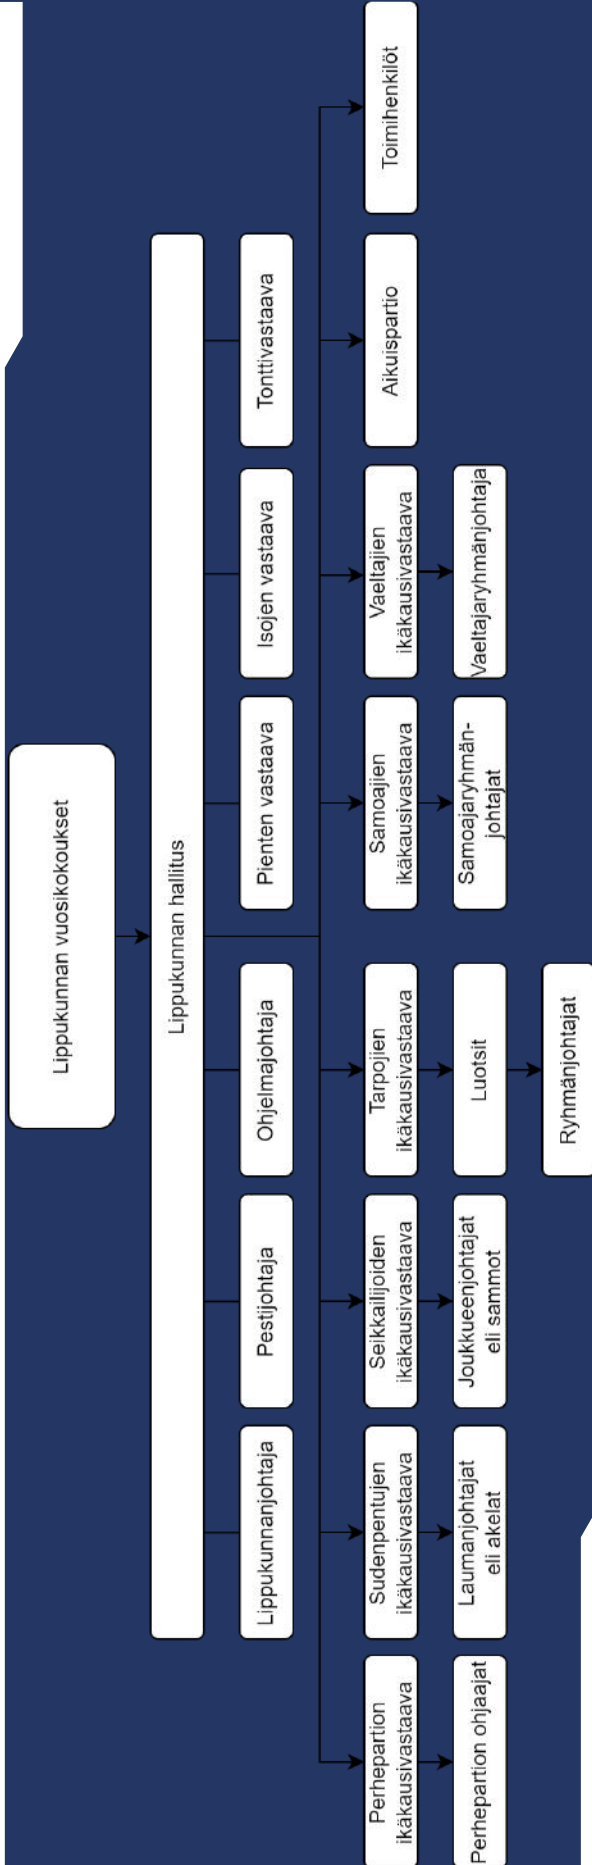 Lippukunnan vuosikokoukset
Lippukunnan hallitus
Lippukunnanjohtaja
Pestijohtaja
Ohjelmajohtaja
Pienten vastaava
Isojen vastaava
Tonttivastaava
Perhepartion
ikäkausivastaava
Sudenpentujen
ikäkausivastaava
Seikkailijoiden
ikäkausivastaava
Tarpojien
ikäkausivastaava
Samoajien
ikäkausivastaava
Vaeltajien
ikäkausivastaava
Aikuispartio
Toimihenkilöt
Perhepartion ohjaajat
Laumanjohtajat
eli akelat
Joukkueenjohtajat
eli sammot
Luotsit
Samoajaryhmän-
johtajat
Vaeltajaryhmänjohtaja
Ryhmänjohtajat